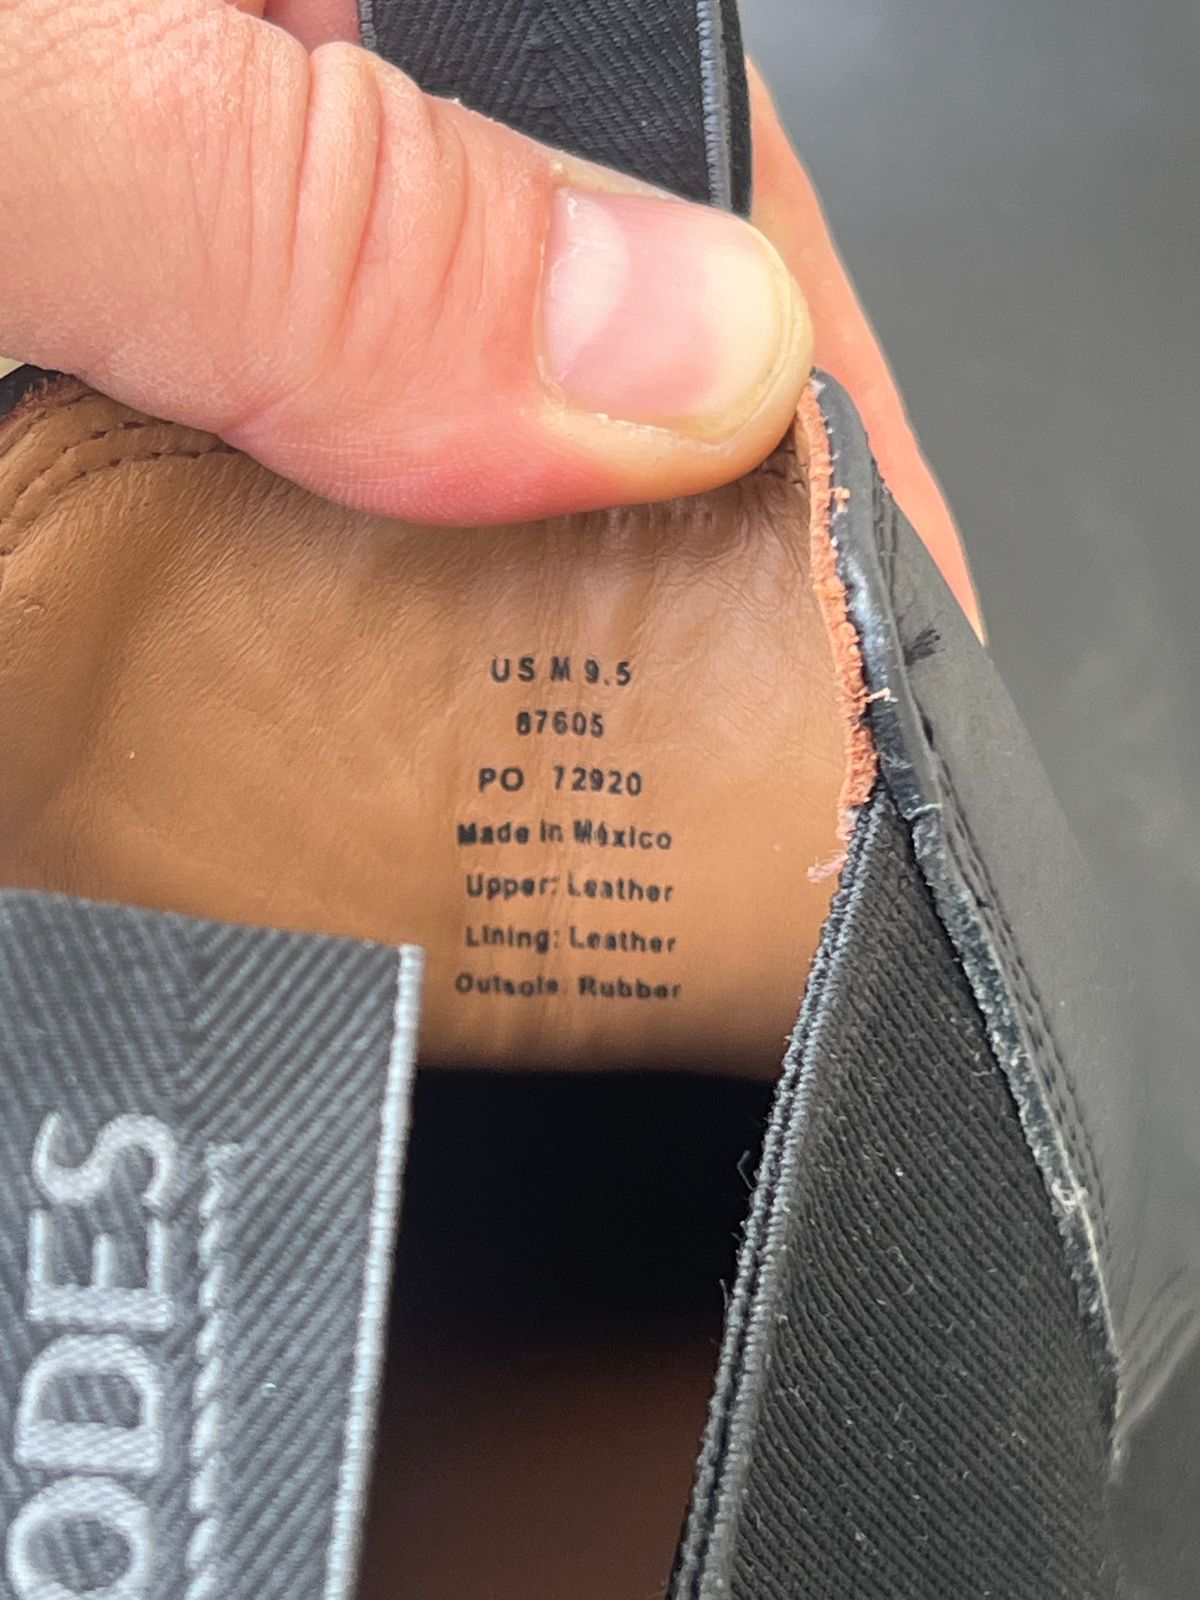 US M 9.5
87605
PO 72920
Made in México
Upper: Leather
Lining: Leather
Outsole: Rubber
ODES